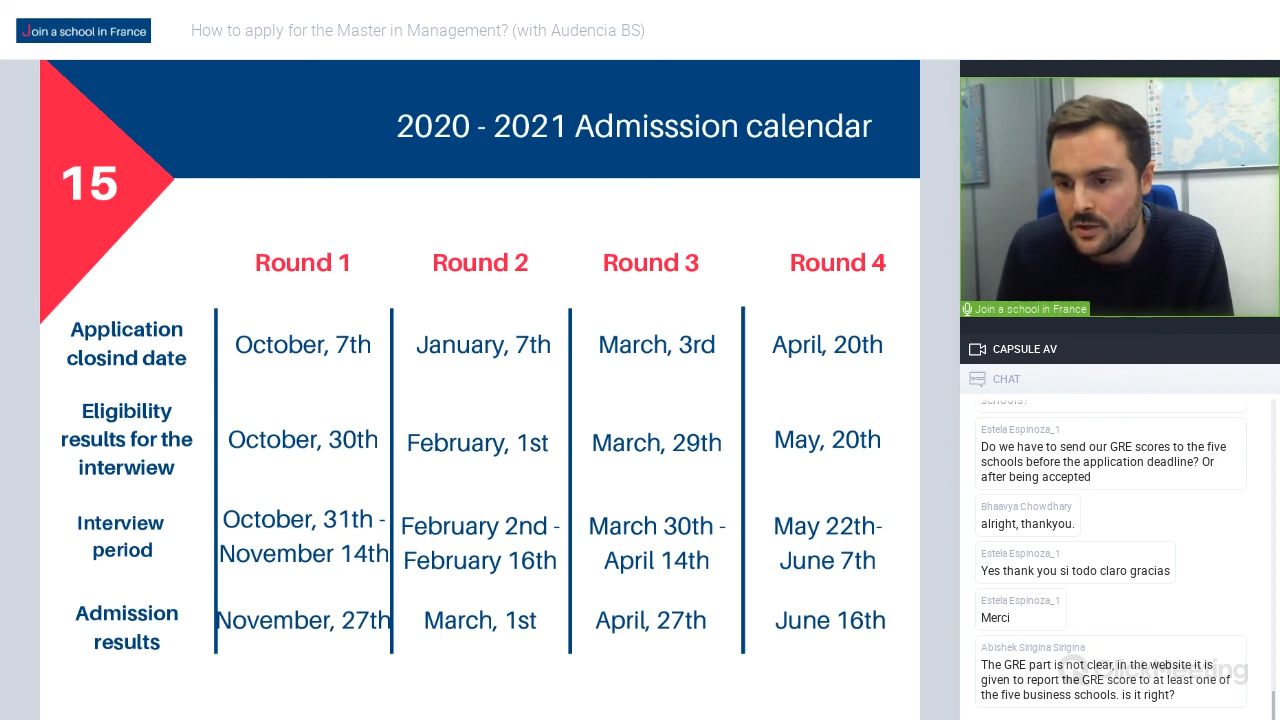 Join a school in France
How to apply for the Master in Management? (with Audencia BS)
15
2020 - 2021 Admisssion calendar
Round 1 Round 2 Round 3 Round 4
Application
closind date
October, 7th January, 7th March, 3rd April, 20th
Eligibility
results for the
interwiew
October, 30th February, 1st March, 29th May, 20th
Interview
period
October, 31th - February 2nd - March 30th - May 22th-
November 14th February 16th April 14th June 7th
Admission
results
November, 27th March, 1st April, 27th June 16th
Join a school in France
CAPSULE AV
CHAT
schools?
Estela Espinoza_1
Do we have to send our GRE scores to the five
schools before the application deadline? Or
after being accepted
Bhaavya Chowdhary
alright, thankyou.
Estela Espinoza_1
Yes thank you si todo claro gracias
Estela Espinoza_1
Merci
Abishek Sirigina Sirigina
The GRE part is not clear, in the website it is
given to report the GRE score to at least one of
the five business schools. is it right?
ClickMeeting